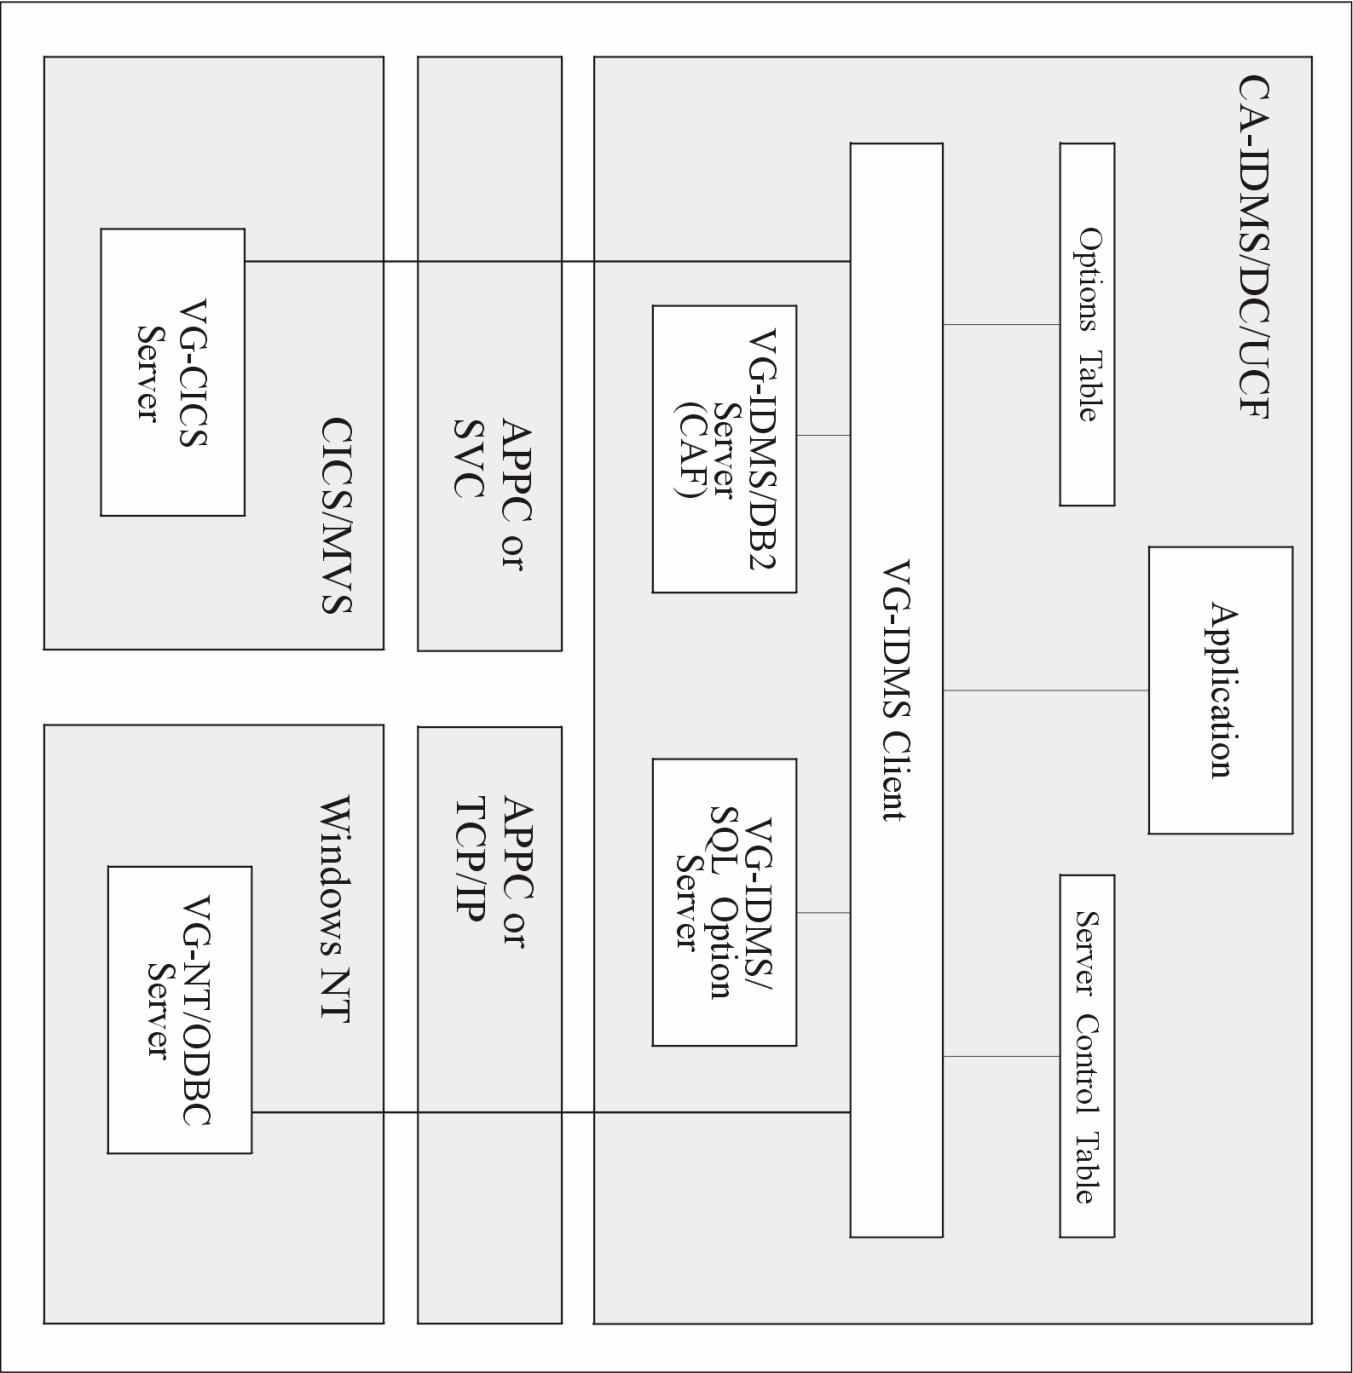 CA-IDMS/DC/UCF
Application
Options Table
Server Control Table
VG-IDMS Client
VG-IDMS/DB2
Server
(CAF)
VG-IDMS/
SQL Option
Server
APPC or
SVC
APPC or
TCP/IP
CICS/MVS
VG-CICS
Server
Windows NT
VG-NT/ODBC
Server